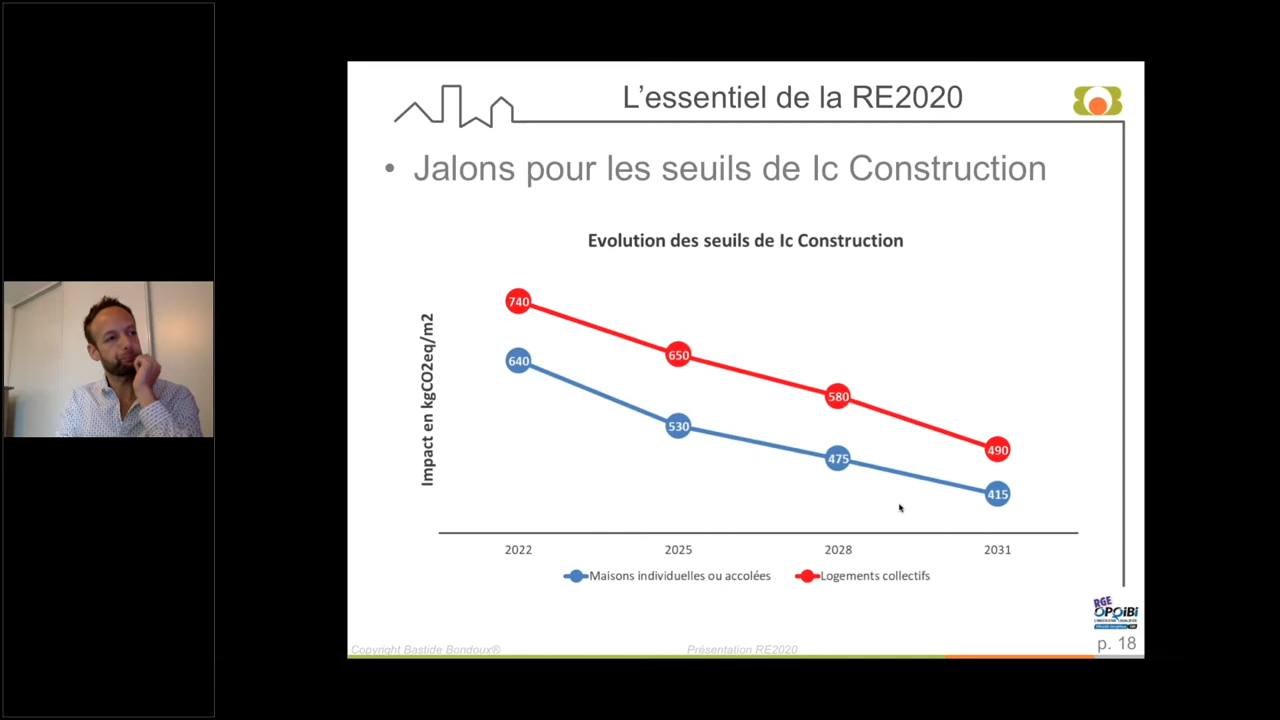 L'essentiel de la RE2020
• Jalons pour les seuils de Ic Construction
Evolution des seuils de Ic Construction
Impact en kgCO2eq/m2
740
650
580
490
640
530
475
415
2022 2025 2028 2031
Maisons individuelles ou accolées Logements collectifs
RGE
OPQiBi
p. 18
Copyright Bastide Bondoux® Présentation RE2020